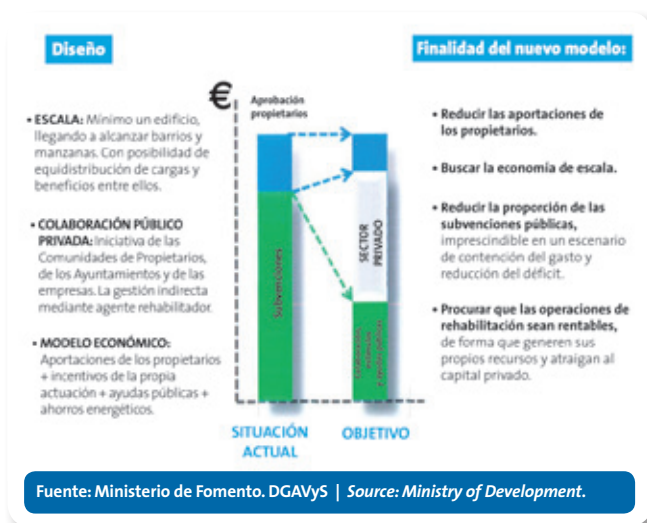 Diseño
Finalidad del nuevo modelo:
• ESCALA: Mínimo un edificio,
llegando a alcanzar barrios y
manzanas. Con posibilidad de
equidistribución de cargas y
beneficios entre ellos.
• COLABORACIÓN PÚBLICO
PRIVADA: Iniciativa de las
Comunidades de Propietarios,
de los Ayuntamientos y de las
empresas. La gestión indirecta
mediante agente rehabilitador.
• MODELO ECONÓMICO:
Aportaciones de los propietarios
+ incentivos de la propia
actuación + ayudas públicas +
ahorros energéticos.
€
Aprobación
propietarios
Subvenciones
SECTOR
PRIVADO
SITUACIÓN
ACTUAL
OBJETIVO
• Reducir las aportaciones de
los propietarios.
• Buscar la economía de escala.
• Reducir la proporción de las
subvenciones públicas,
imprescindible en un escenario
de contención del gasto y
reducción del déficit.
• Procurar que las operaciones de
rehabilitación sean rentables,
de forma que generen sus
propios recursos y atraigan al
capital privado.
Fuente: Ministerio de Fomento. DGAVyS | Source: Ministry of Development.